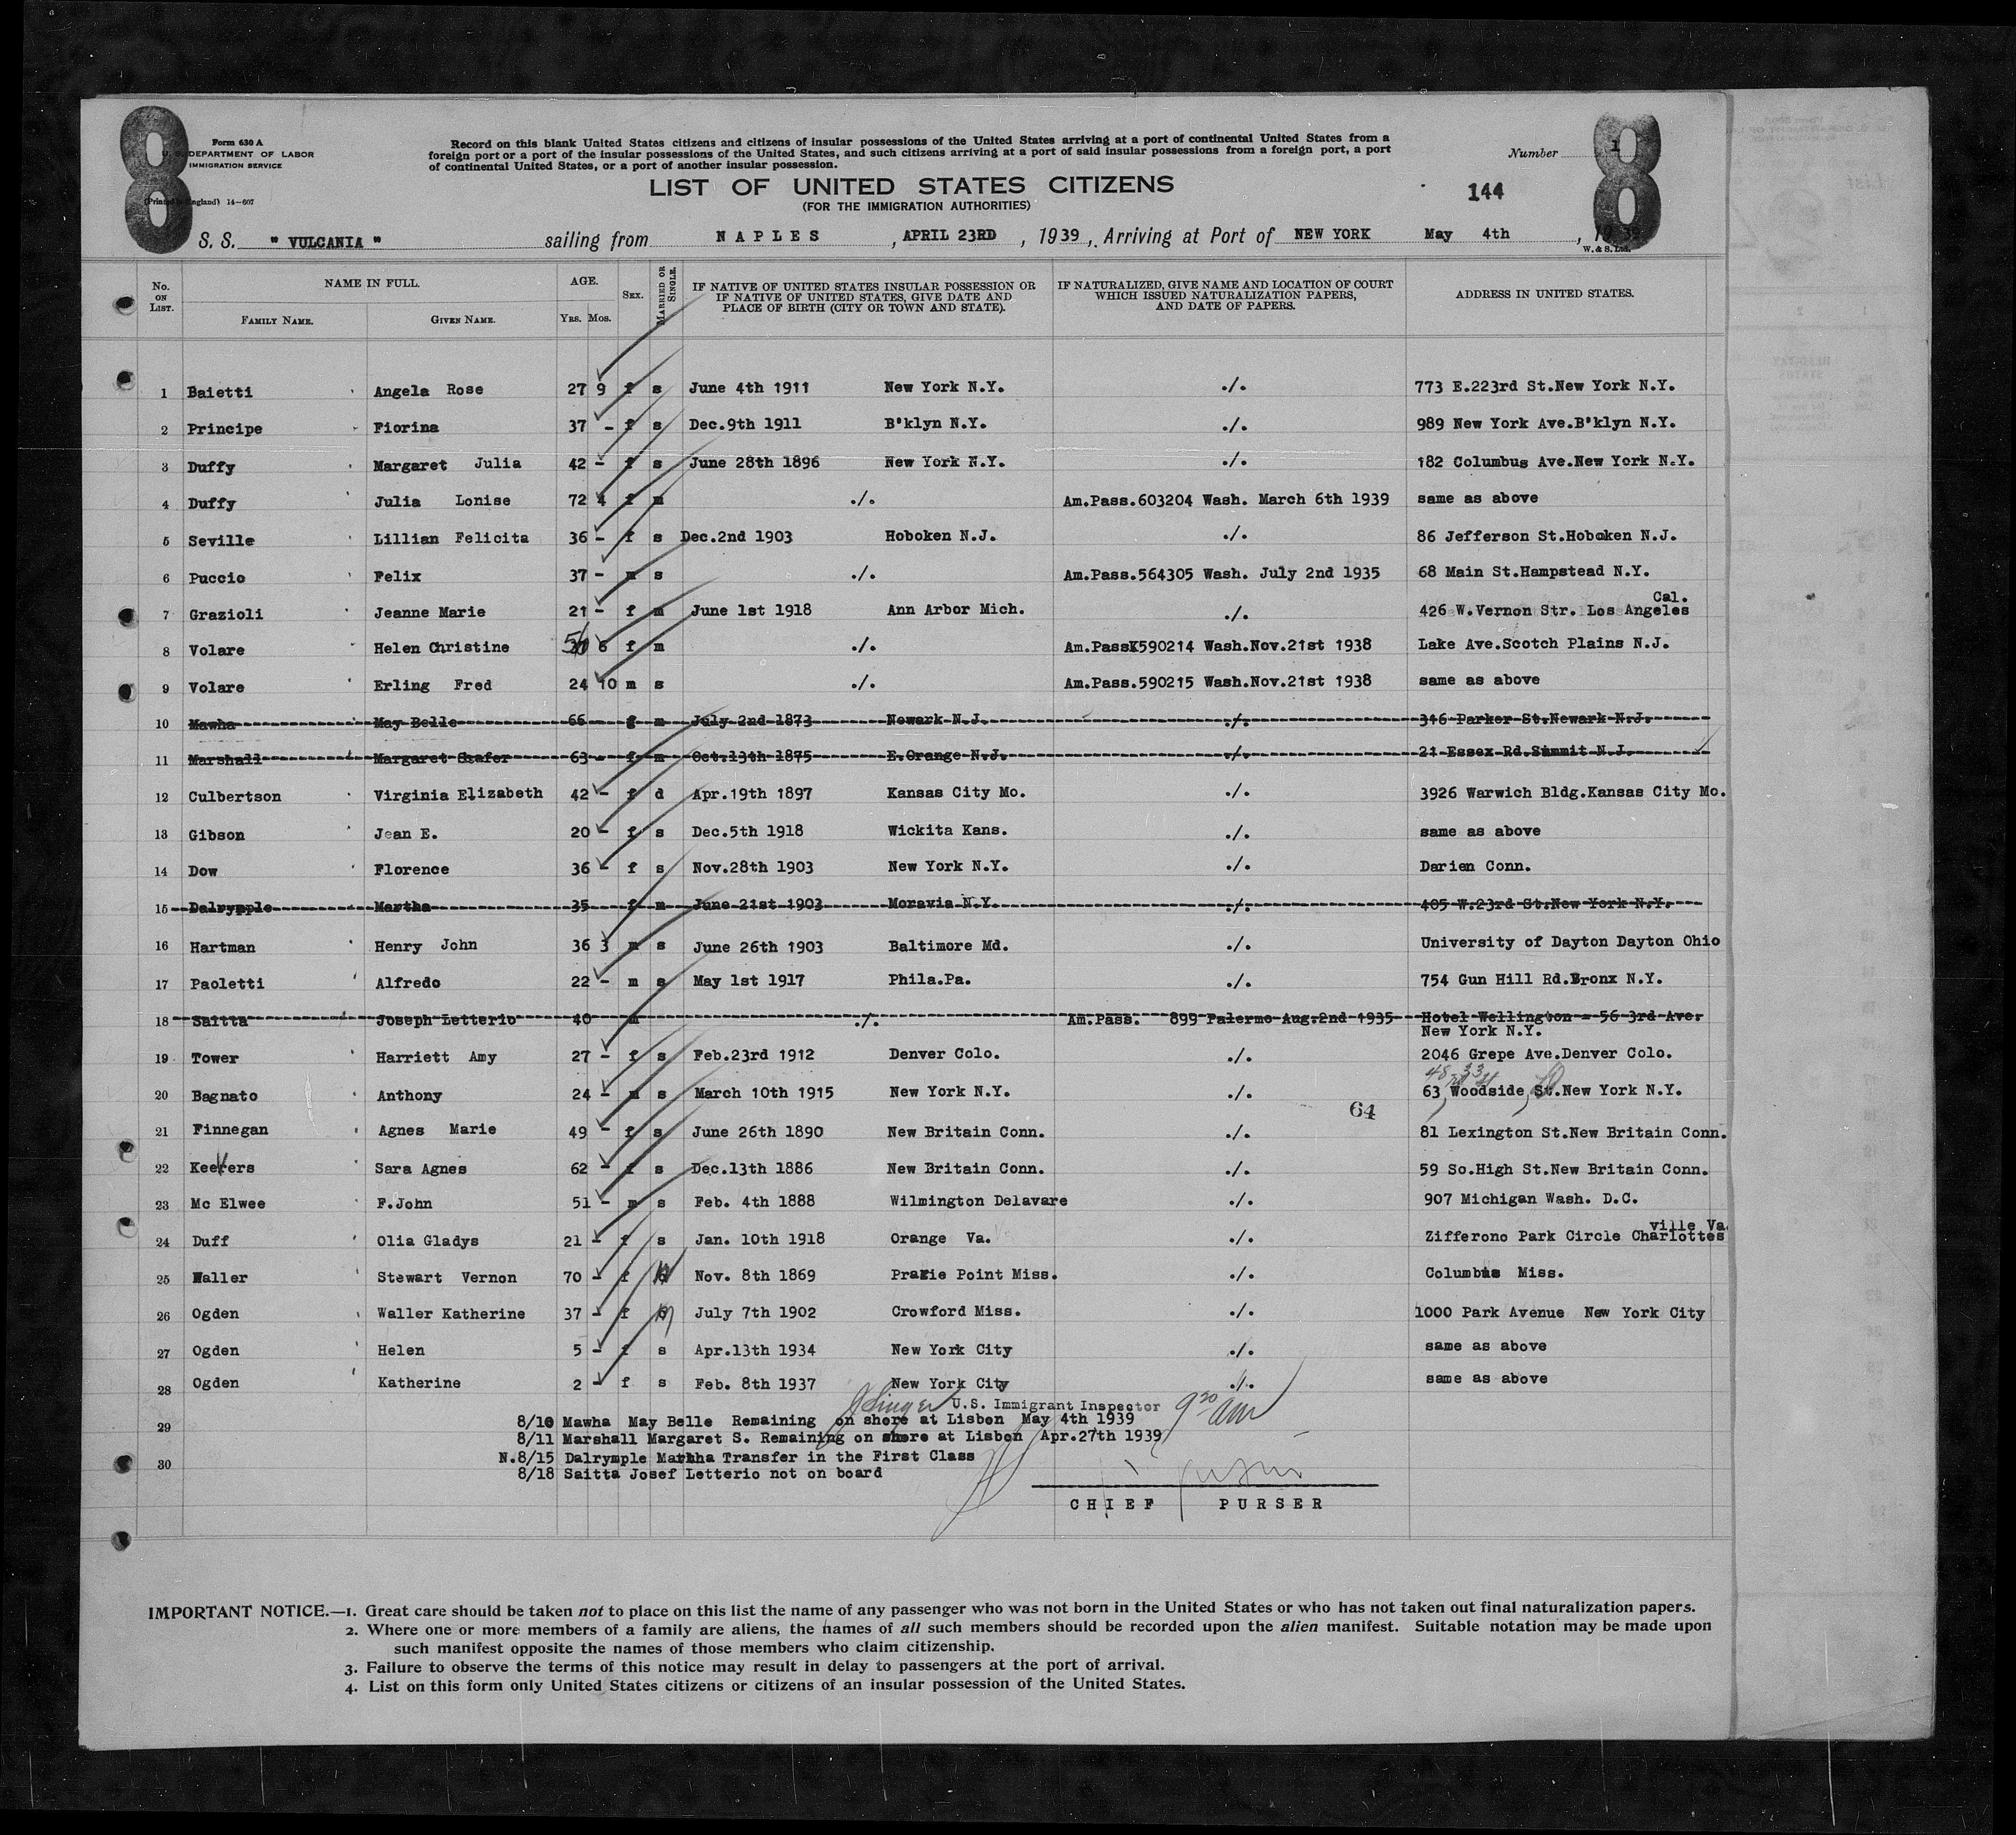 8
8
Form 630 A
U. S. DEPARTMENT OF LABOR
IMMIGRATION SERVICE
(Printed in England) 14—607
Record on this blank United States citizens and citizens of insular possessions of the United States arriving at a port of continental United States from a
foreign port or a port of the insular possessions of the United States, and such citizens arriving at a port of said insular possessions from a foreign port, a port
of continental United States, or a port of another insular possession.
Number 1
LIST OF UNITED STATES CITIZENS
(FOR THE IMMIGRATION AUTHORITIES)
144
S. S. " VULCANIA " sailing from NAPLES, APRIL 23RD, 1939, Arriving at Port of NEW YORK May 4th, 1939
W. & S. Ltd.
No. ON LIST. NAME IN FULL. FAMILY NAME. GIVEN NAME. AGE. YRS. MOS. SEX. MARRIED OR SINGLE. IF NATIVE OF UNITED STATES INSULAR POSSESSION OR IF NATIVE OF UNITED STATES, GIVE DATE AND PLACE OF BIRTH (CITY OR TOWN AND STATE). IF NATURALIZED, GIVE NAME AND LOCATION OF COURT WHICH ISSUED NATURALIZATION PAPERS, AND DATE OF PAPERS. ADDRESS IN UNITED STATES.
1 Baietti Angela Rose 27 9 f s June 4th 1911 New York N.Y. ./. 773 E.223rd St.New York N.Y.
2 Principe Fiorina 37 - f s Dec.9th 1911 B'klyn N.Y. ./. 989 New York Ave.B'klyn N.Y.
3 Duffy Margaret Julia 42 - f s June 28th 1896 New York N.Y. ./. 182 Columbus Ave.New York N.Y.
4 Duffy Julia Lonise 72 4 f m ./. Am.Pass.603204 Wash. March 6th 1939 same as above
5 Seville Lillian Felicita 36 - f s Dec.2nd 1903 Hoboken N.J. ./. 86 Jefferson St.Hoboken N.J.
6 Puccio Felix 37 - m s ./. Am.Pass.564305 Wash. July 2nd 1935 68 Main St.Hampstead N.Y.
7 Grazioli Jeanne Marie 21 - f m June 1st 1918 Ann Arbor Mich. ./. 426 W.Vernon Str. Los Angeles Cal.
8 Volare Helen Christine 6 f m ./. Am.PassK590214 Wash.Nov.21st 1938 Lake Ave.Scotch Plains N.J.
9 Volare Erling Fred 24 10 m s ./. Am.Pass.590215 Wash.Nov.21st 1938 same as above
10 Mawha May Belle 66 - f m July 2nd 1873 Newark N.J. ./. 316 Parker St.Newark N.J.
11 Marshall Margaret Shafer 63 - f m Oct.13th 1875 E.Orange N.J. ./. 21 Essex Rd.Simmit N.J.
12 Culbertson Virginia Elizabeth 42 - f d Apr.19th 1897 Kansas City Mo. ./. 3926 Warwich Bldg.Kansas City Mo.
13 Gibson Jean E. 20 - f s Dec.5th 1918 Wickita Kans. ./. same as above
14 Dow Florence 36 - f s Nov.28th 1903 New York N.Y. ./. Darien Conn.
15 Dalrymple Martha 35 f m June 21st 1903 Moravia N.Y. ./. 405 W.23rd St.New York N.Y.
16 Hartman Henry John 36 3 m s June 26th 1903 Baltimore Md. ./. University of Dayton Dayton Ohio
17 Paoletti Alfredo 22 - m s May 1st 1917 Phila.Pa. ./. 754 Gun Hill Rd.Bronx N.Y.
18 Saitta Joseph Letterio 40 m ./. Am.Pass. 899 Palermo Aug.2nd 1935 Hotel Wellington - 56 3rd Ave.
New York N.Y.
19 Tower Harriett Amy 27 - f s Feb.23rd 1912 Denver Colo. ./. 2046 Grepe Ave.Denver Colo.
20 Bagnato Anthony 24 - m s March 10th 1915 New York N.Y. ./. 63 Woodside St.New York N.Y.
64
21 Finnegan Agnes Marie 49 - f s June 26th 1890 New Britain Conn. ./. 81 Lexington St.New Britain Conn.
22 Keevers Sara Agnes 62 - f s Dec.13th 1886 New Britain Conn. ./. 59 So.High St.New Britain Conn.
23 Mc Elwee F.John 51 - m s Feb. 4th 1888 Wilmington Delavare ./. 907 Michigan Wash. D.C.
24 Duff Olia Gladys 21 - f s Jan. 10th 1918 Orange Va. ./. Zifferono Park Circle Charlottesville Va.
25 Waller Stewart Vernon 70 - f Nov. 8th 1869 Prarie Point Miss. ./. Columbus Miss.
26 Ogden Waller Katherine 37 - f m July 7th 1902 Crowford Miss. ./. 1000 Park Avenue New York City
27 Ogden Helen 5 - f s Apr.13th 1934 New York City ./. same as above
28 Ogden Katherine 2 - f s Feb. 8th 1937 New York City ./. same as above
U.S. Immigrant Inspector 9 20 am
29 8/10 Mawha May Belle Remaining on shore at Lisbon May 4th 1939
8/11 Marshall Margaret S. Remaining on shore at Lisbon Apr.27th 1939
N.8/15 Dalrymple Martha Transfer in the First Class
30 8/18 Saitta Josef Letterio not on board
CHIEF PURSER
IMPORTANT NOTICE.—1. Great care should be taken not to place on this list the name of any passenger who was not born in the United States or who has not taken out final naturalization papers.
2. Where one or more members of a family are aliens, the names of all such members should be recorded upon the alien manifest. Suitable notation may be made upon
such manifest opposite the names of those members who claim citizenship.
3. Failure to observe the terms of this notice may result in delay to passengers at the port of arrival.
4. List on this form only United States citizens or citizens of an insular possession of the United States.